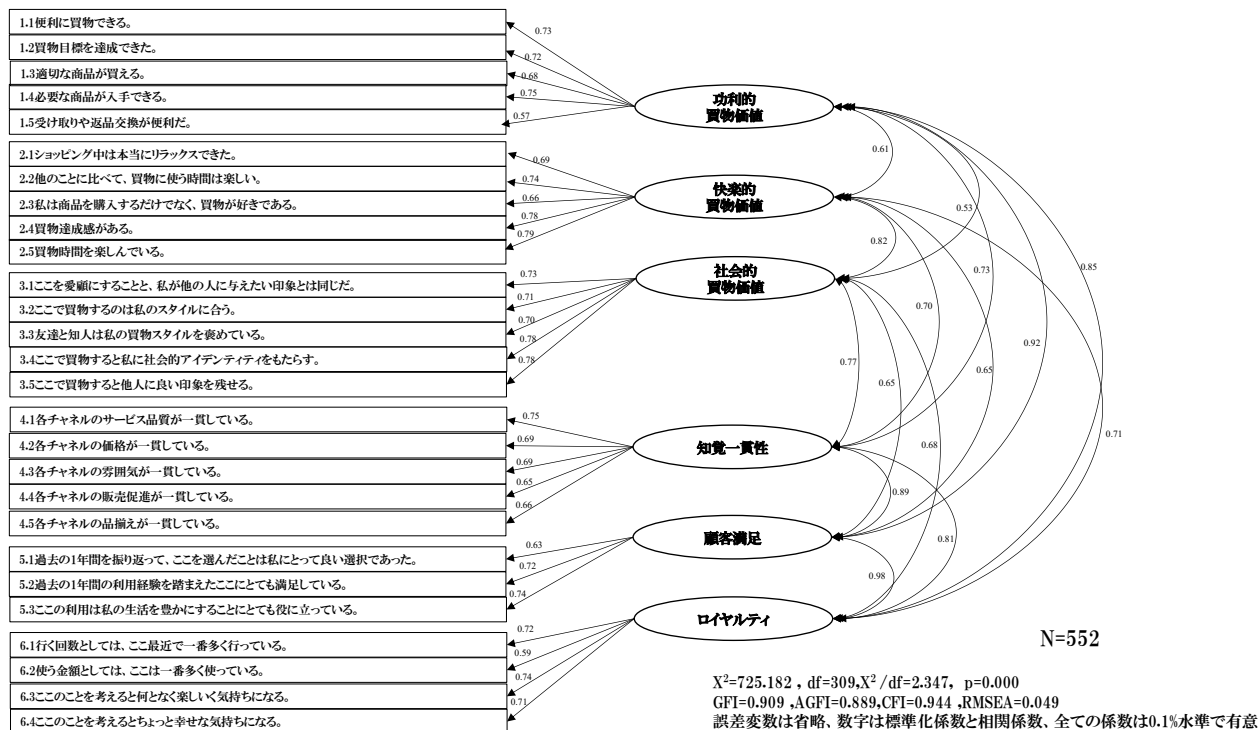 1.1便利に買物できる。
1.2買物目標を達成できた。
1.3適切な商品が買える。
1.4必要な商品が入手できる。
1.5受け取りや返品交換が便利だ。
0.73
0.72
0.68
0.75
0.57
功利的
買物価値
2.1ショッピング中は本当にリラックスできた。
2.2他のことに比べて、買物に使う時間は楽しい。
2.3私は商品を購入するだけでなく、買物が好きである。
2.4買物達成感がある。
2.5買物時間を楽しんでいる。
0.69
0.74
0.66
0.78
0.79
快楽的
買物価値
3.1ここを愛顧にすることと、私が他の人に与えたい印象とは同じだ。
3.2ここで買物するのは私のスタイルに合う。
3.3友達と知人は私の買物スタイルを褒めている。
3.4ここで買物すると私に社会的アイデンティティをもたらす。
3.5ここで買物すると他人に良い印象を残せる。
0.73
0.71
0.70
0.78
0.78
社会的
買物価値
4.1各チャネルのサービス品質が一貫している。
4.2各チャネルの価格が一貫している。
4.3各チャネルの雰囲気が一貫している。
4.4各チャネルの販売促進が一貫している。
4.5各チャネルの品揃えが一貫している。
0.75
0.69
0.69
0.65
0.66
知覚一貫性
5.1過去の1年間を振り返って、ここを選んだことは私にとって良い選択であった。
5.2過去の1年間の利用経験を踏まえたここにとても満足している。
5.3ここの利用は私の生活を豊かにすることにとても役に立っている。
0.63
0.72
0.74
顧客満足
6.1行く回数としては、ここ最近で一番多く行っている。
6.2使う金額としては、ここは一番多く使っている。
6.3ここのことを考えると何となく楽しいく気持ちになる。
6.4ここのことを考えるとちょっと幸せな気持ちになる。
0.72
0.59
0.74
0.71
ロイヤルティ
0.61
0.53
0.82
0.73
0.85
0.70
0.92
0.77
0.65
0.65
0.71
0.68
0.89
0.81
0.98
N=552
X²=725.182 , df=309,X²/df=2.347, p=0.000
GFI=0.909 ,AGFI=0.889,CFI=0.944 ,RMSEA=0.049
誤差変数は省略、数字は標準化係数と相関係数、全ての係数は0.1%水準で有意